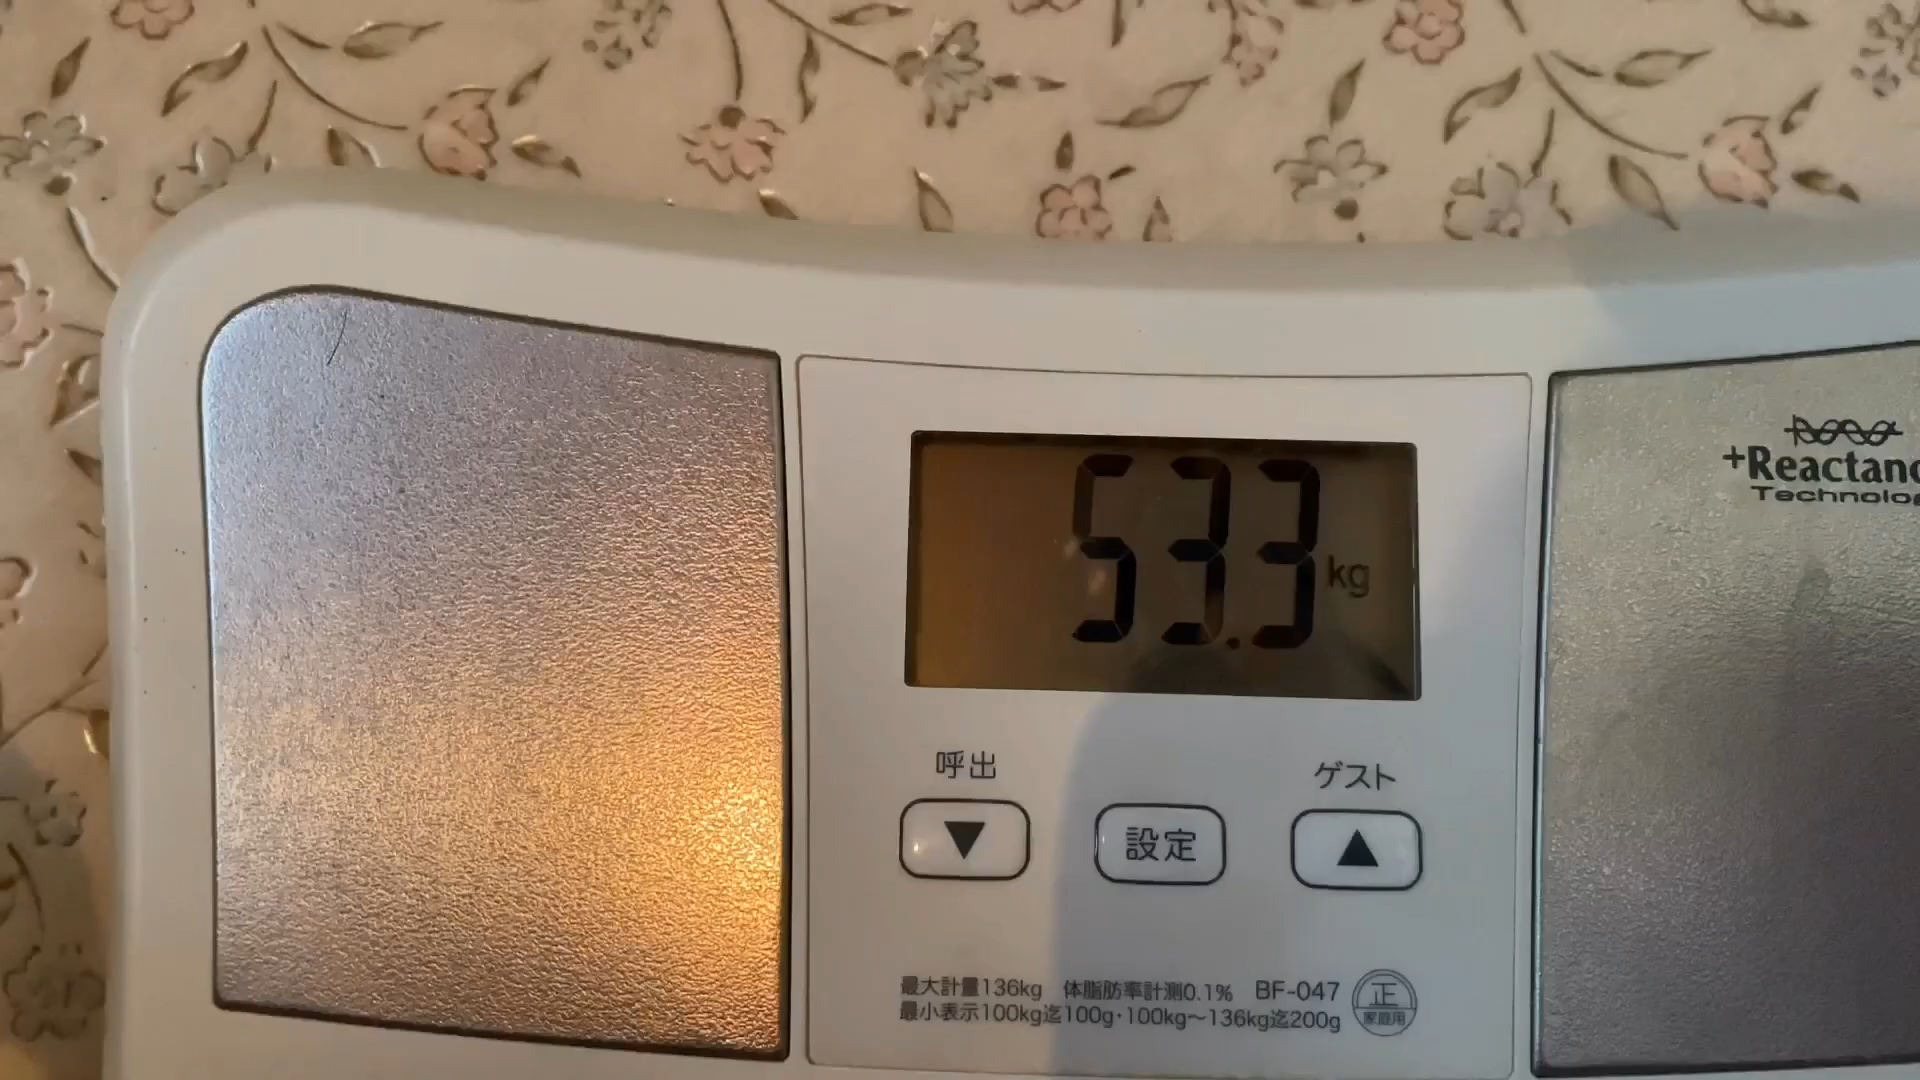 +Reactanc
Technolog
53.3 kg
呼出
ゲスト
▼
設定
▲
最大計量136kg 体脂肪率計測0.1% BF-047
最小表示100kg迄100g・100kg〜136kg迄200g
正
家庭用